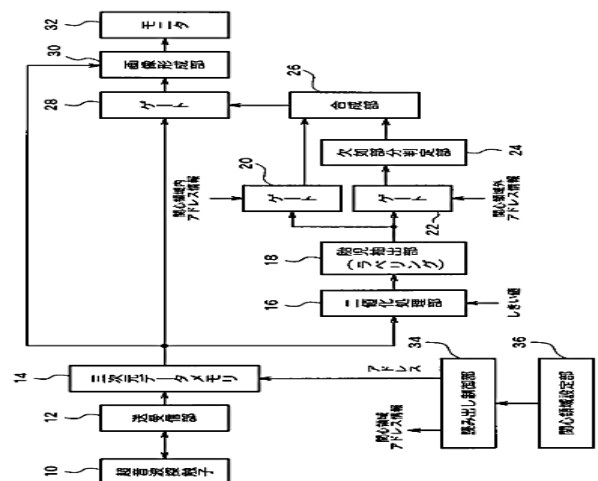 10
超音波探触子
12
送受信部
14
三次元データメモリ
16
二値化処理部
しきい値
18
胎児抽出部
(ラベリング)
20
ゲート
関心領域内
アドレス情報
22
ゲート
関心領域外
アドレス情報
24
欠如部分判定部
26
合成部
28
ゲート
30
画像形成部
32
モニタ
34
読み出し制御部
アドレス
関心領域
アドレス情報
36
関心領域設定部